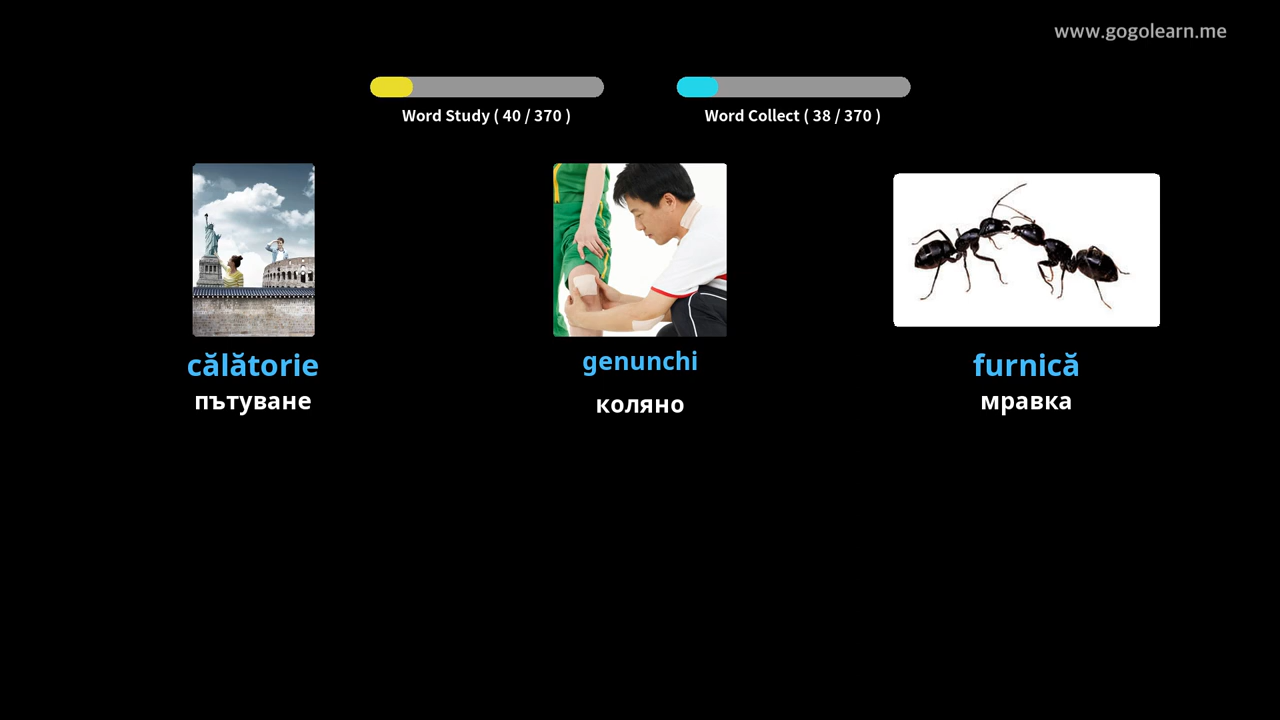 www.gogolearn.me
Word Study ( 40 / 370 )
Word Collect ( 38 / 370 )
călătorie
пътуване
genunchi
коляно
furnică
мравка